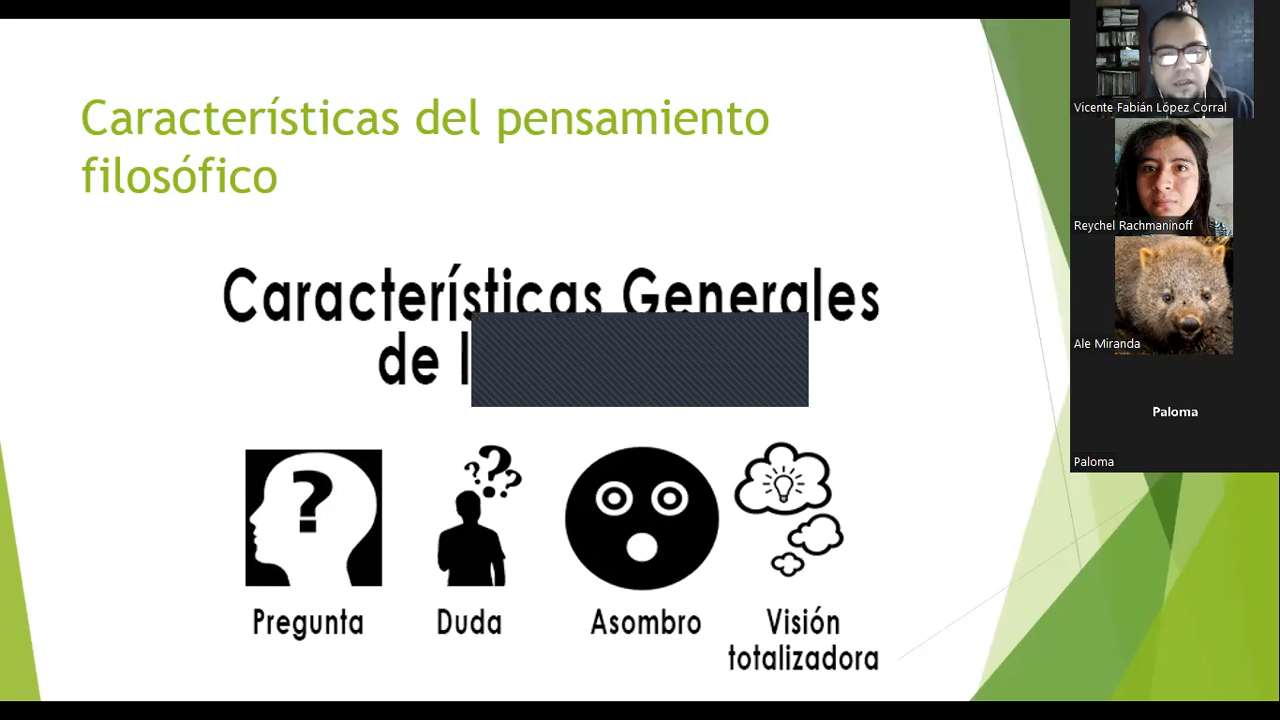 Características del pensamiento
filosófico
Características Generales
de l
Pregunta
Duda
Asombro
Visión
totalizadora
Vicente Fabián López Corral
Reychel Rachmaninoff
Ale Miranda
Paloma
Paloma